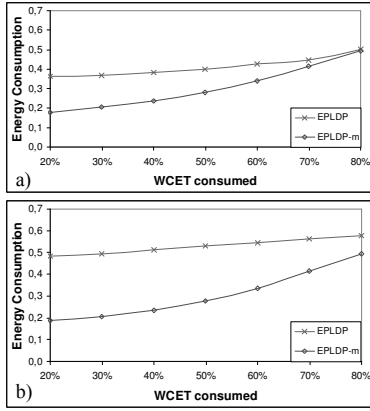 0,7
0,6
0,5
0,4
0,3
0,2
0,1
0,0
Energy Consumption
EPLDP
EPLDP-m
20% 30% 40% 50% 60% 70% 80%
a) WCET consumed
0,7
0,6
0,5
0,4
0,3
0,2
0,1
0,0
Energy Consumption
EPLDP
EPLDP-m
20% 30% 40% 50% 60% 70% 80%
b) WCET consumed